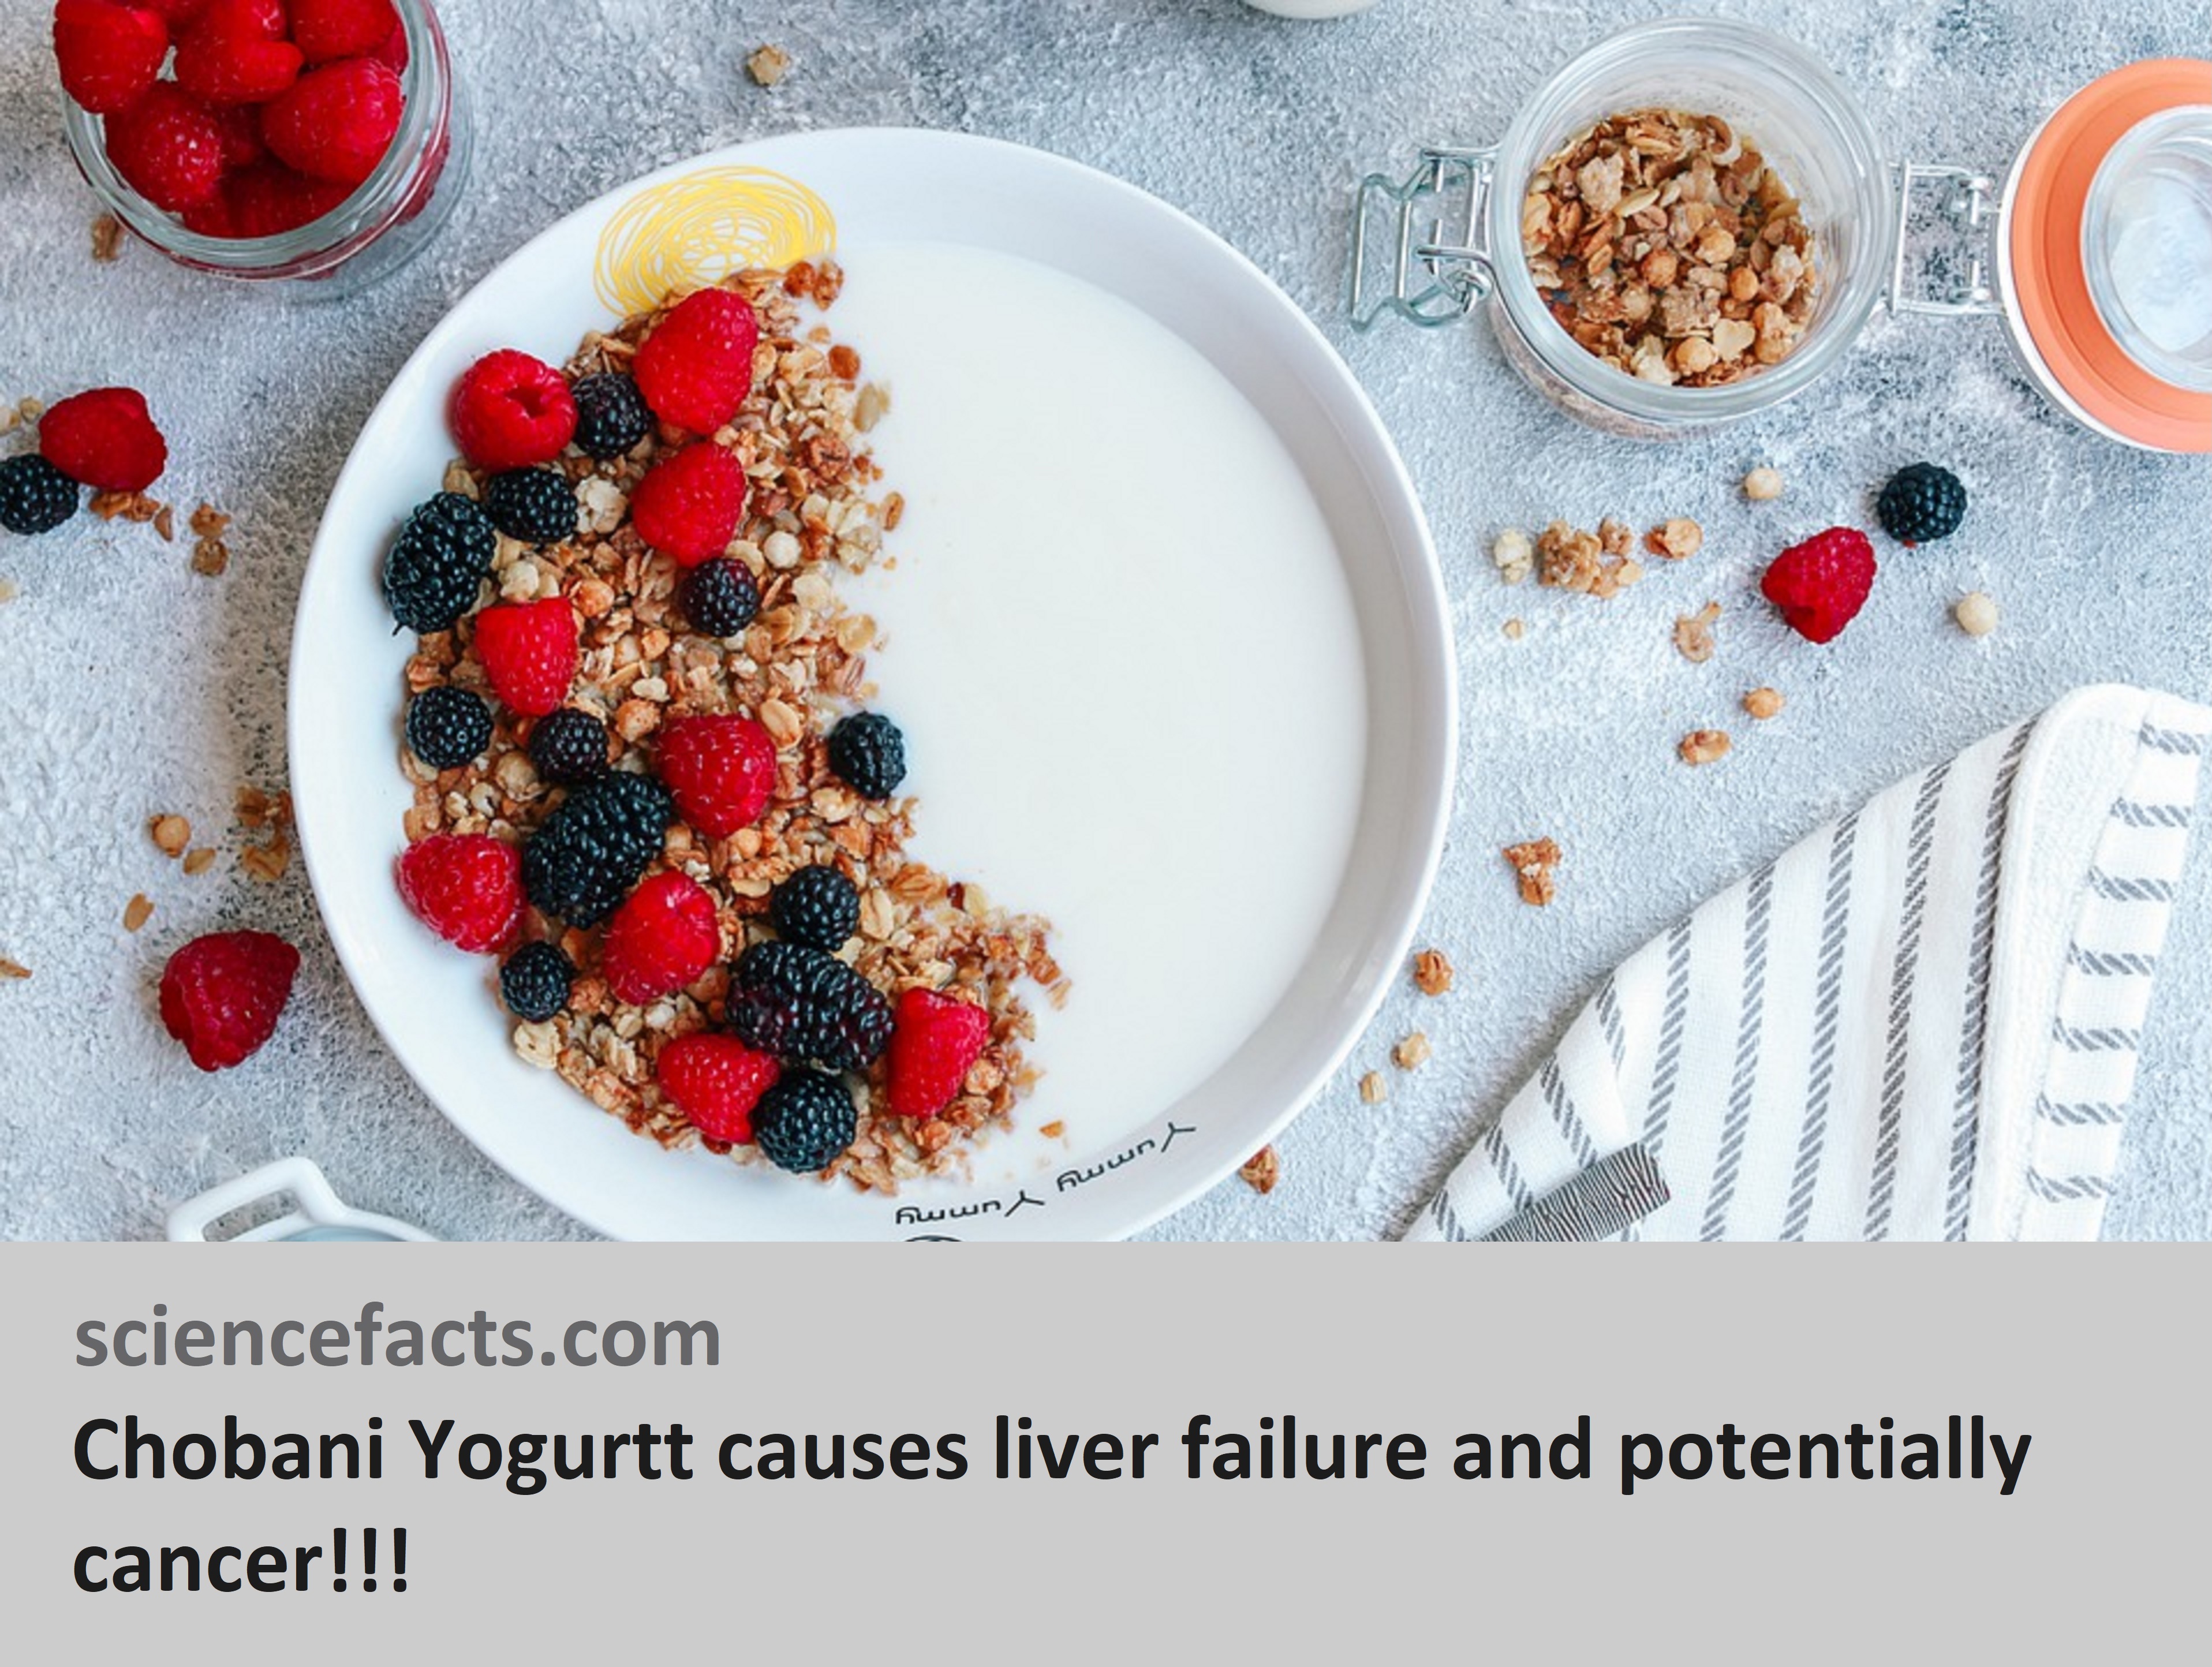 Yummy Yummy
sciencefacts.com
Chobani Yogurtt causes liver failure and potentially
cancer!!!